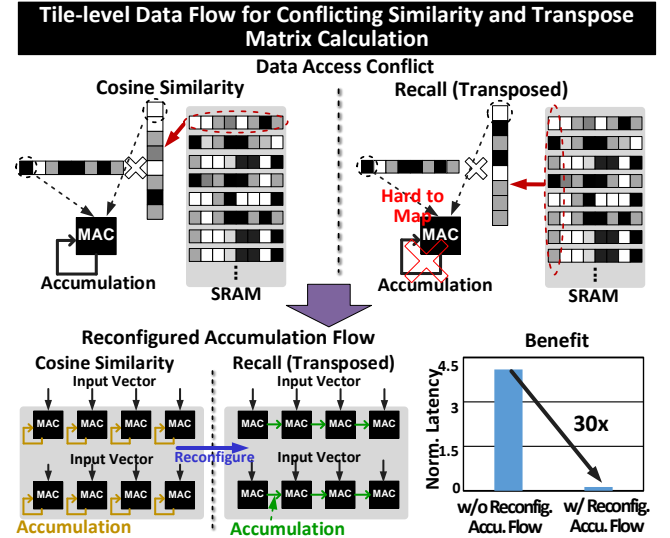 Tile-level Data Flow for Conflicting Similarity and Transpose
Matrix Calculation
Data Access Conflict
Cosine Similarity
Recall (Transposed)
MAC
Accumulation
SRAM
Hard to
Map
MAC
Accumulation
SRAM
Reconfigured Accumulation Flow
Cosine Similarity
Input Vector
MAC MAC MAC MAC
Input Vector
MAC MAC MAC MAC
Accumulation
Reconfigure
Recall (Transposed)
Input Vector
MAC MAC MAC MAC
Input Vector
MAC MAC MAC MAC
Accumulation
Benefit
Norm. Latency
4.5
3
1.5
0
30x
w/o Reconfig.
Accu. Flow
w/ Reconfig.
Accu. Flow